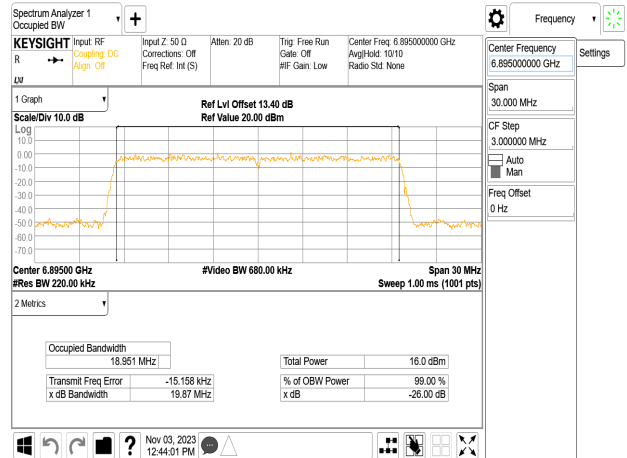 Spectrum Analyzer 1
Occupied BW
Frequency
KEYSIGHT
R
Input: RF
Coupling: DC
Align: Off
Input Z: 50 Ω
Corrections: Off
Freq Ref: Int (S)
Atten: 20 dB
Trig: Free Run
Gate: Off
#IF Gain: Low
Center Freq: 6.895000000 GHz
Avg|Hold: 10/10
Radio Std: None
Center Frequency
6.895000000 GHz
Settings
Span
30.000 MHz
CF Step
3.000000 MHz
Auto
Man
Freq Offset
0 Hz
1 Graph
Scale/Div 10.0 dB
Ref Lvl Offset 13.40 dB
Ref Value 20.00 dBm
Log
10.0
0.00
-10.0
-20.0
-30.0
-40.0
-50.0
-60.0
-70.0
Center 6.89500 GHz
#Video BW 680.00 kHz
Span 30 MHz
#Res BW 220.00 kHz
Sweep 1.00 ms (1001 pts)
2 Metrics
Occupied Bandwidth
18.951 MHz
Total Power 16.0 dBm
Transmit Freq Error -15.158 kHz
% of OBW Power 99.00 %
x dB Bandwidth 19.87 MHz
x dB -26.00 dB
?
Nov 03, 2023
12:44:01 PM